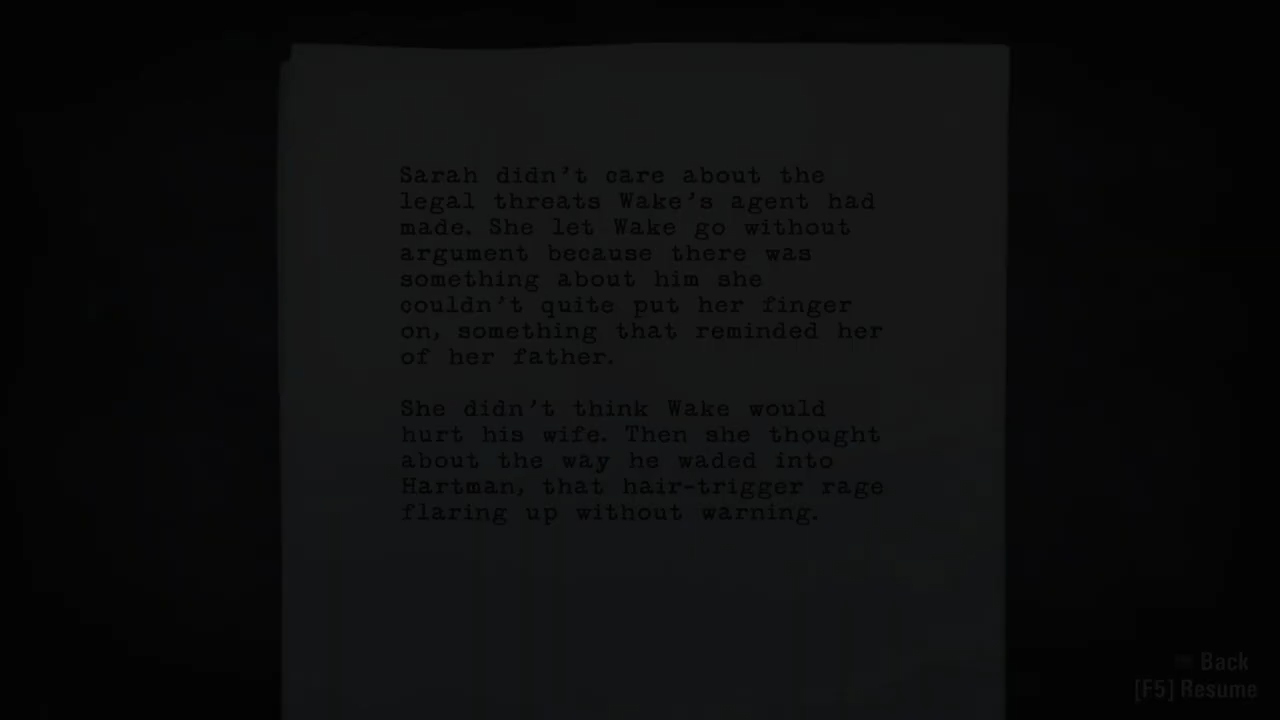 Sarah didn't care about the
legal threats Wake's agent had
made. She let Wake go without
argument because there was
something about him she
couldn't quite put her finger
on, something that reminded her
of her father.
She didn't think Wake would
hurt his wife. Then she thought
about the way he waded into
Hartman, that hair-trigger rage
flaring up without warning.
Back
[F5] Resume